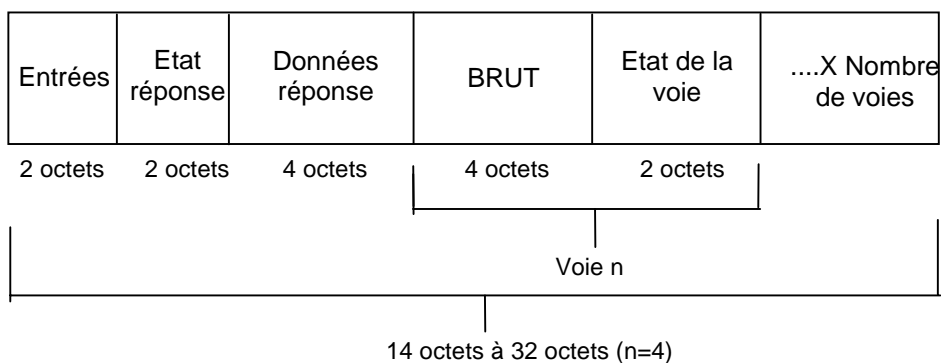 Entrées
Etat
réponse
Données
réponse
BRUT
Etat de la
voie
....X Nombre
de voies
2 octets
2 octets
4 octets
4 octets
2 octets
Voie n
14 octets à 32 octets (n=4)